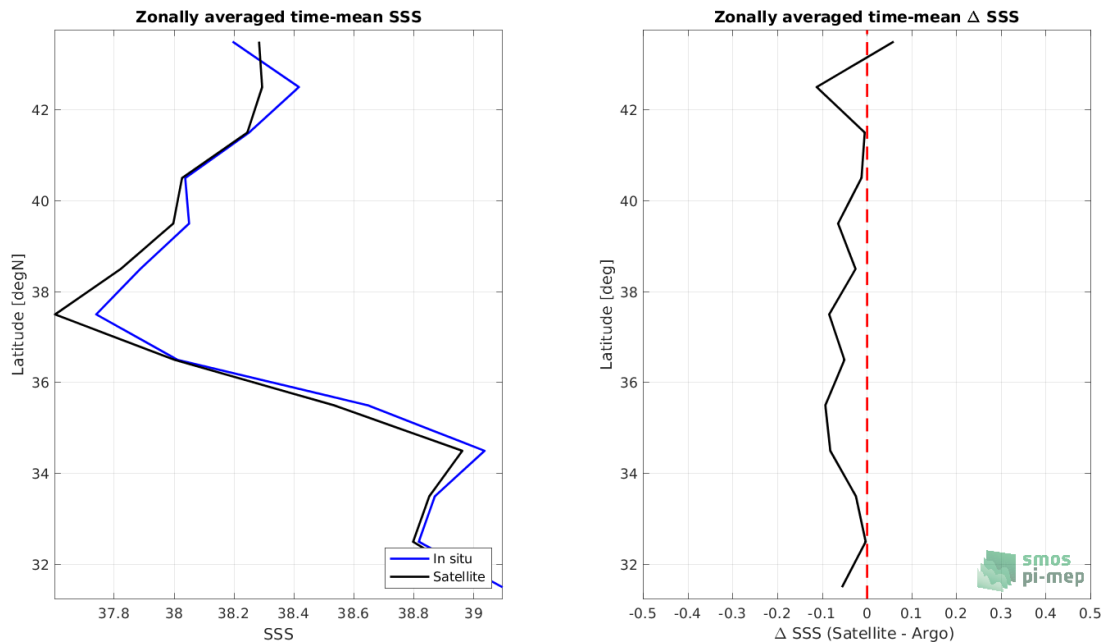 Zonally averaged time-mean SSS
Latitude [degN]
42
40
38
36
34
32
37.8 38 38.2 38.4 38.6 38.8 39
SSS
In situ
Satellite
Zonally averaged time-mean Δ SSS
Latitude [deg]
42
40
38
36
34
32
-0.5 -0.4 -0.3 -0.2 -0.1 0 0.1 0.2 0.3 0.4 0.5
Δ SSS (Satellite - Argo)
smos
pi-mep